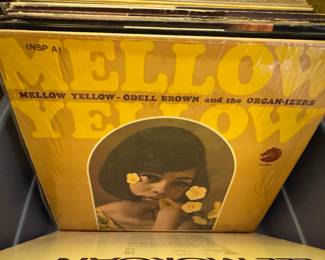 INSP A1
MELLOW
MELLOW YELLOW - ODELL BROWN and the ORGAN-IZERS
YELLOW